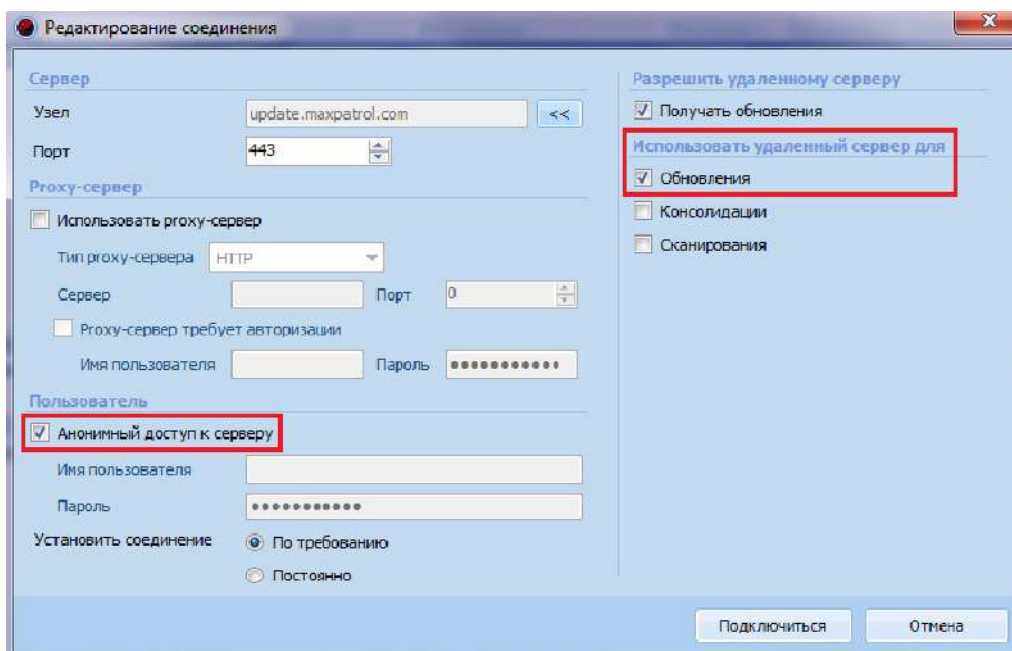 Редактирование соединения
Сервер
Узел
update.maxpatrol.com
<<
Порт
443
Proxy-сервер
Использовать proxy-сервер
Тип proxy-сервера
HTTP
Сервер
Порт
0
Proxy-сервер требует авторизации
Имя пользователя
Пароль
Пользователь
Анонимный доступ к серверу
Имя пользователя
Пароль
Установить соединение
По требованию
Постоянно
Разрешить удаленному серверу
Получать обновления
Использовать удаленный сервер для
Обновления
Консолидации
Сканирования
Подключиться
Отмена